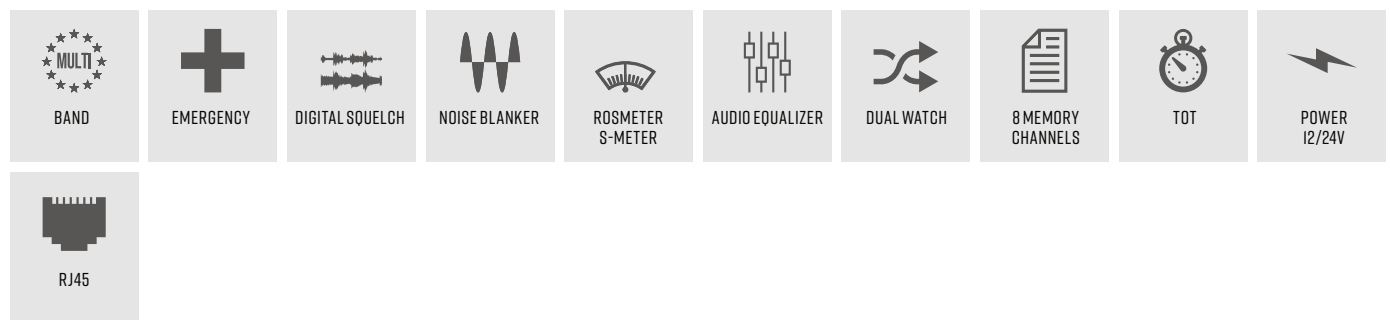 MULTI
BAND
EMERGENCY
DIGITAL SQUELCH
NOISE BLANKER
ROSMETER
S-METER
AUDIO EQUALIZER
DUAL WATCH
8 MEMORY
CHANNELS
TOT
POWER
12/24V
RJ45